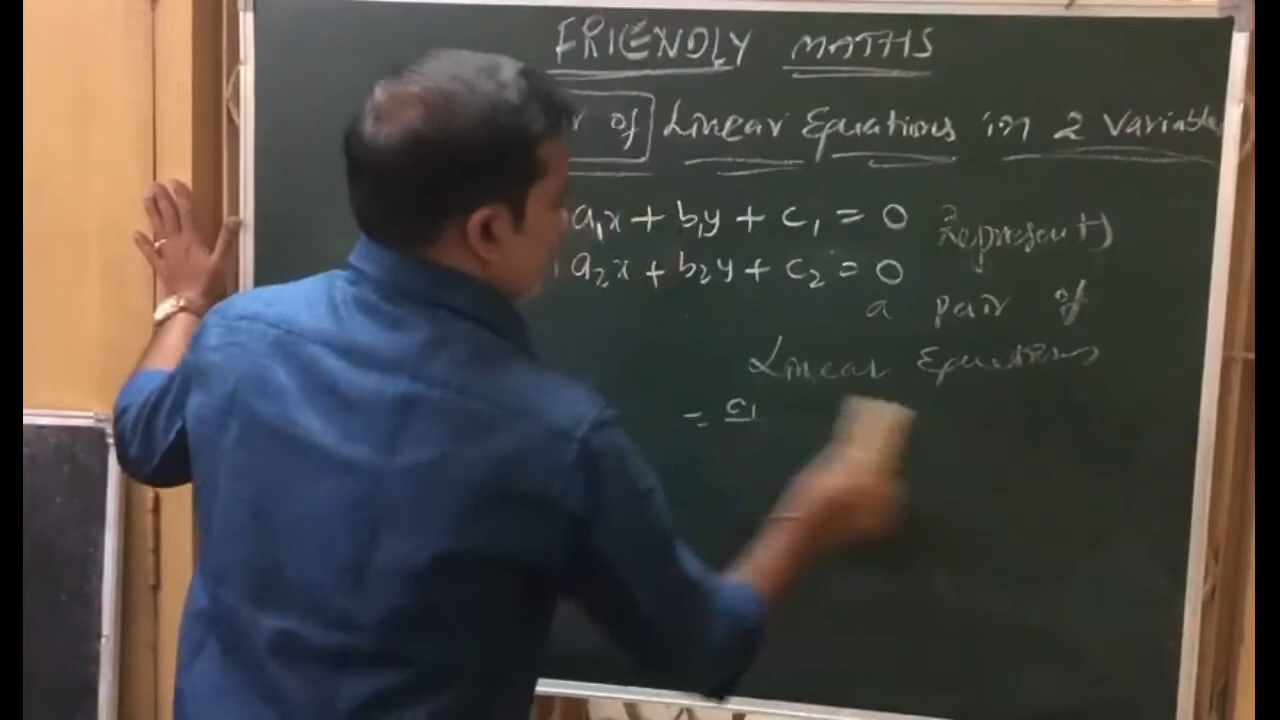 FRIENDLY MATHS
of Linear Equations in 2 Variable
a₁x + b₁y + c₁ = 0 Represents
a₂x + b₂y + c₂ = 0
a pair of
Linear Equations
= c₁